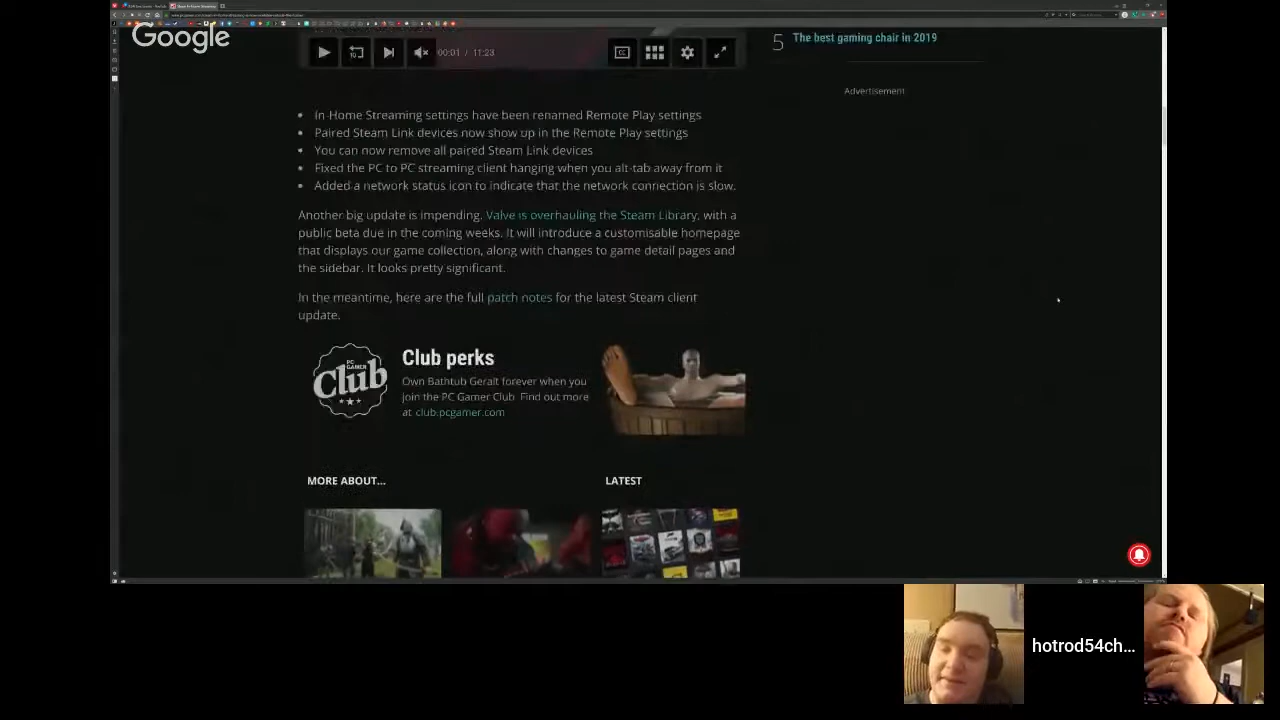 Google
00:01 / 11:23
CC
5 The best gaming chair in 2019
Advertisement
In-Home Streaming settings have been renamed Remote Play settings
Paired Steam Link devices now show up in the Remote Play settings
You can now remove all paired Steam Link devices
Fixed the PC to PC streaming client hanging when you alt-tab away from it
Added a network status icon to indicate that the network connection is slow.
Another big update is impending. Valve is overhauling the Steam Library, with a
public beta due in the coming weeks. It will introduce a customisable homepage
that displays our game collection, along with changes to game detail pages and
the sidebar. It looks pretty significant.
In the meantime, here are the full patch notes for the latest Steam client
update.
PC GAMER
Club
Club perks
Own Bathtub Geralt forever when you
join the PC Gamer Club Find out more
at club.pcgamer.com
MORE ABOUT...
LATEST
hotrod54ch...